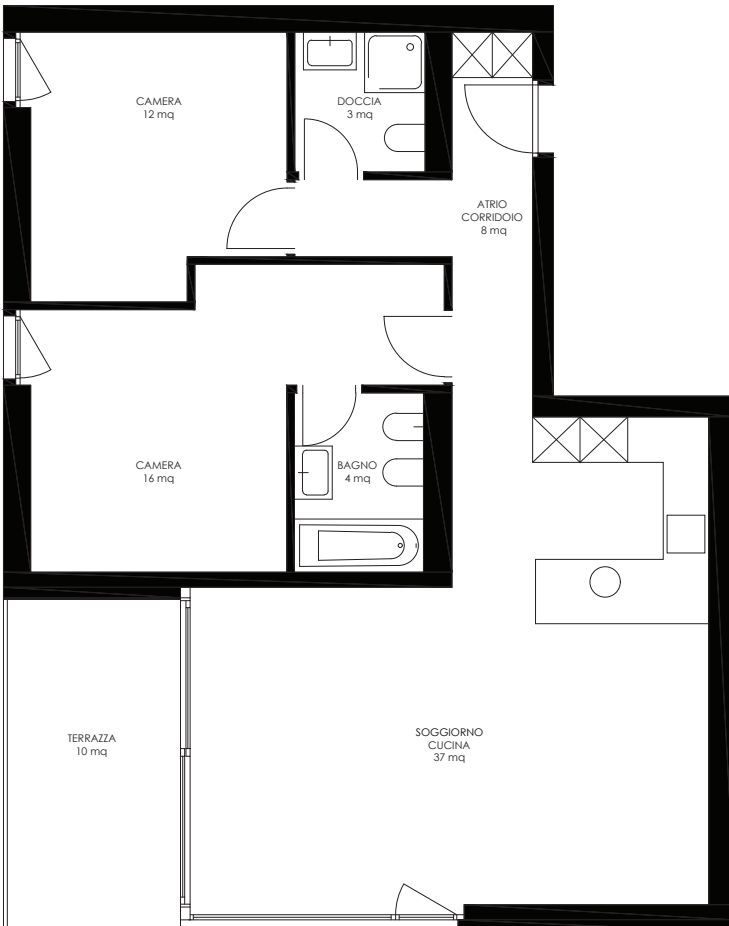 CAMERA
12 mq
DOCCIA
3 mq
ATRIO
CORRIDOIO
8 mq
CAMERA
16 mq
BAGNO
4 mq
TERRAZZA
10 mq
SOGGIORNO
CUCINA
37 mq